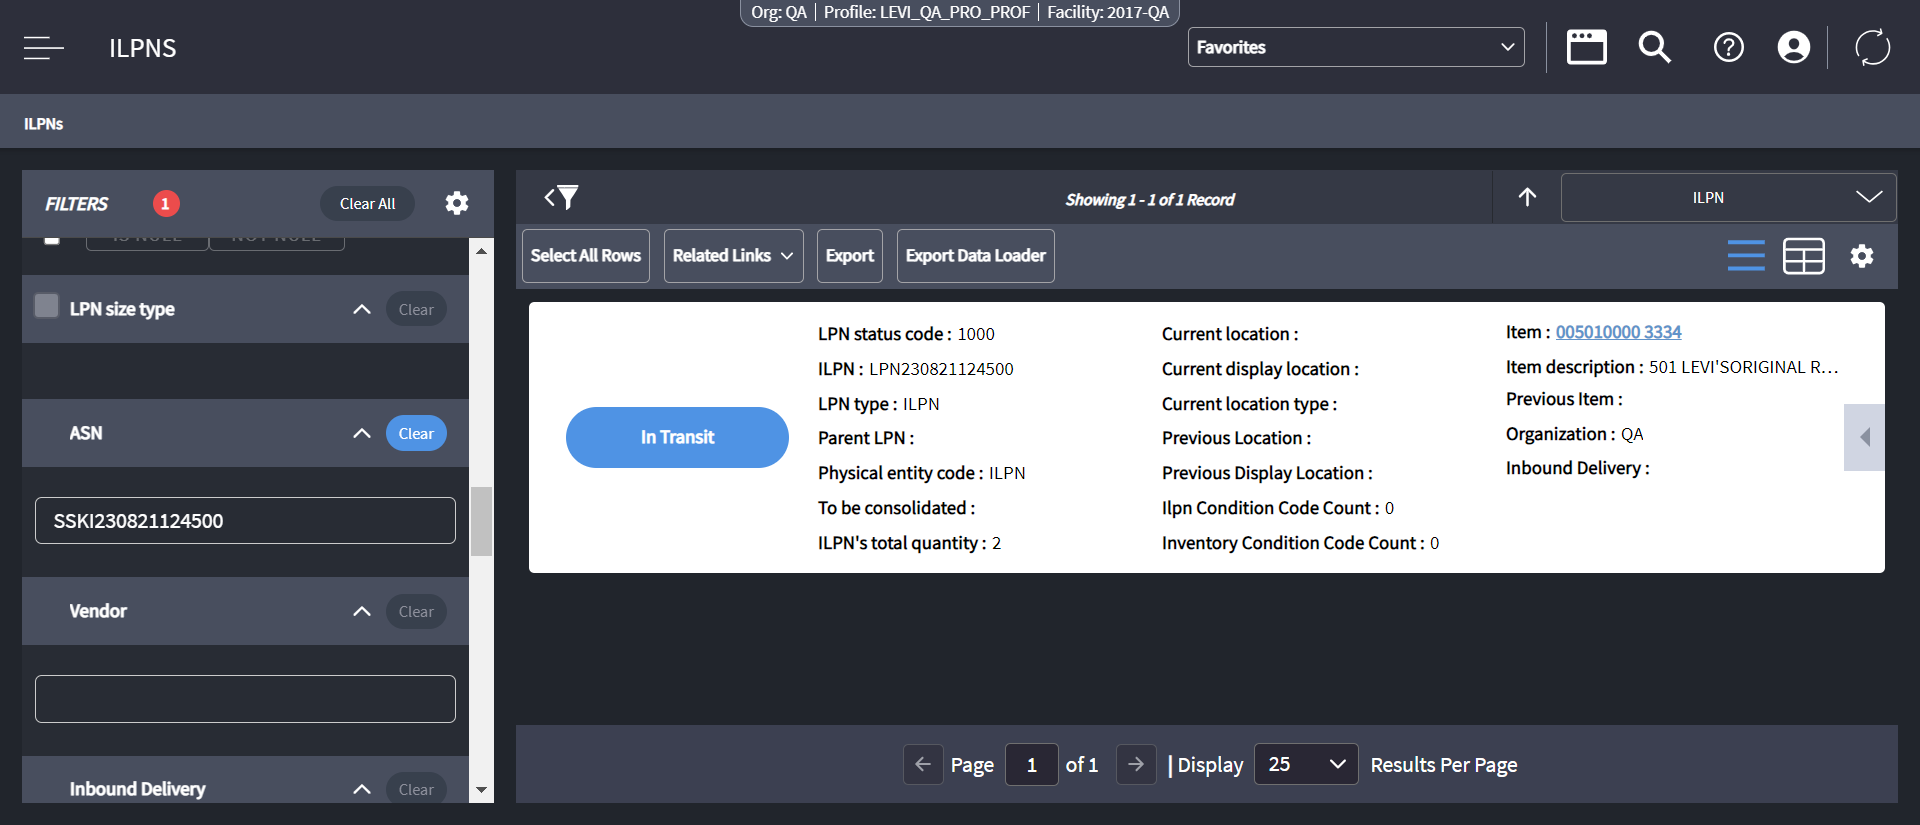 Org: QA | Profile: LEVI_QA_PRO_PROF | Facility: 2017-QA
ILPNS
Favorites
ILPNs
FILTERS 1 Clear All
IS NULL NOT NULL
LPN size type Clear
ASN Clear
SSKI230821124500
Vendor Clear
Inbound Delivery Clear
Showing 1 - 1 of 1 Record
ILPN
Select All Rows Related Links Export Export Data Loader
In Transit
LPN status code : 1000
ILPN : LPN230821124500
LPN type : ILPN
Parent LPN :
Physical entity code : ILPN
To be consolidated :
ILPN's total quantity : 2
Current location :
Current display location :
Current location type :
Previous Location :
Previous Display Location :
Ilpn Condition Code Count : 0
Inventory Condition Code Count : 0
Item : 005010000 3334
Item description : 501 LEVI'SORIGINAL R...
Previous Item :
Organization : QA
Inbound Delivery :
Page 1 of 1 | Display 25 Results Per Page